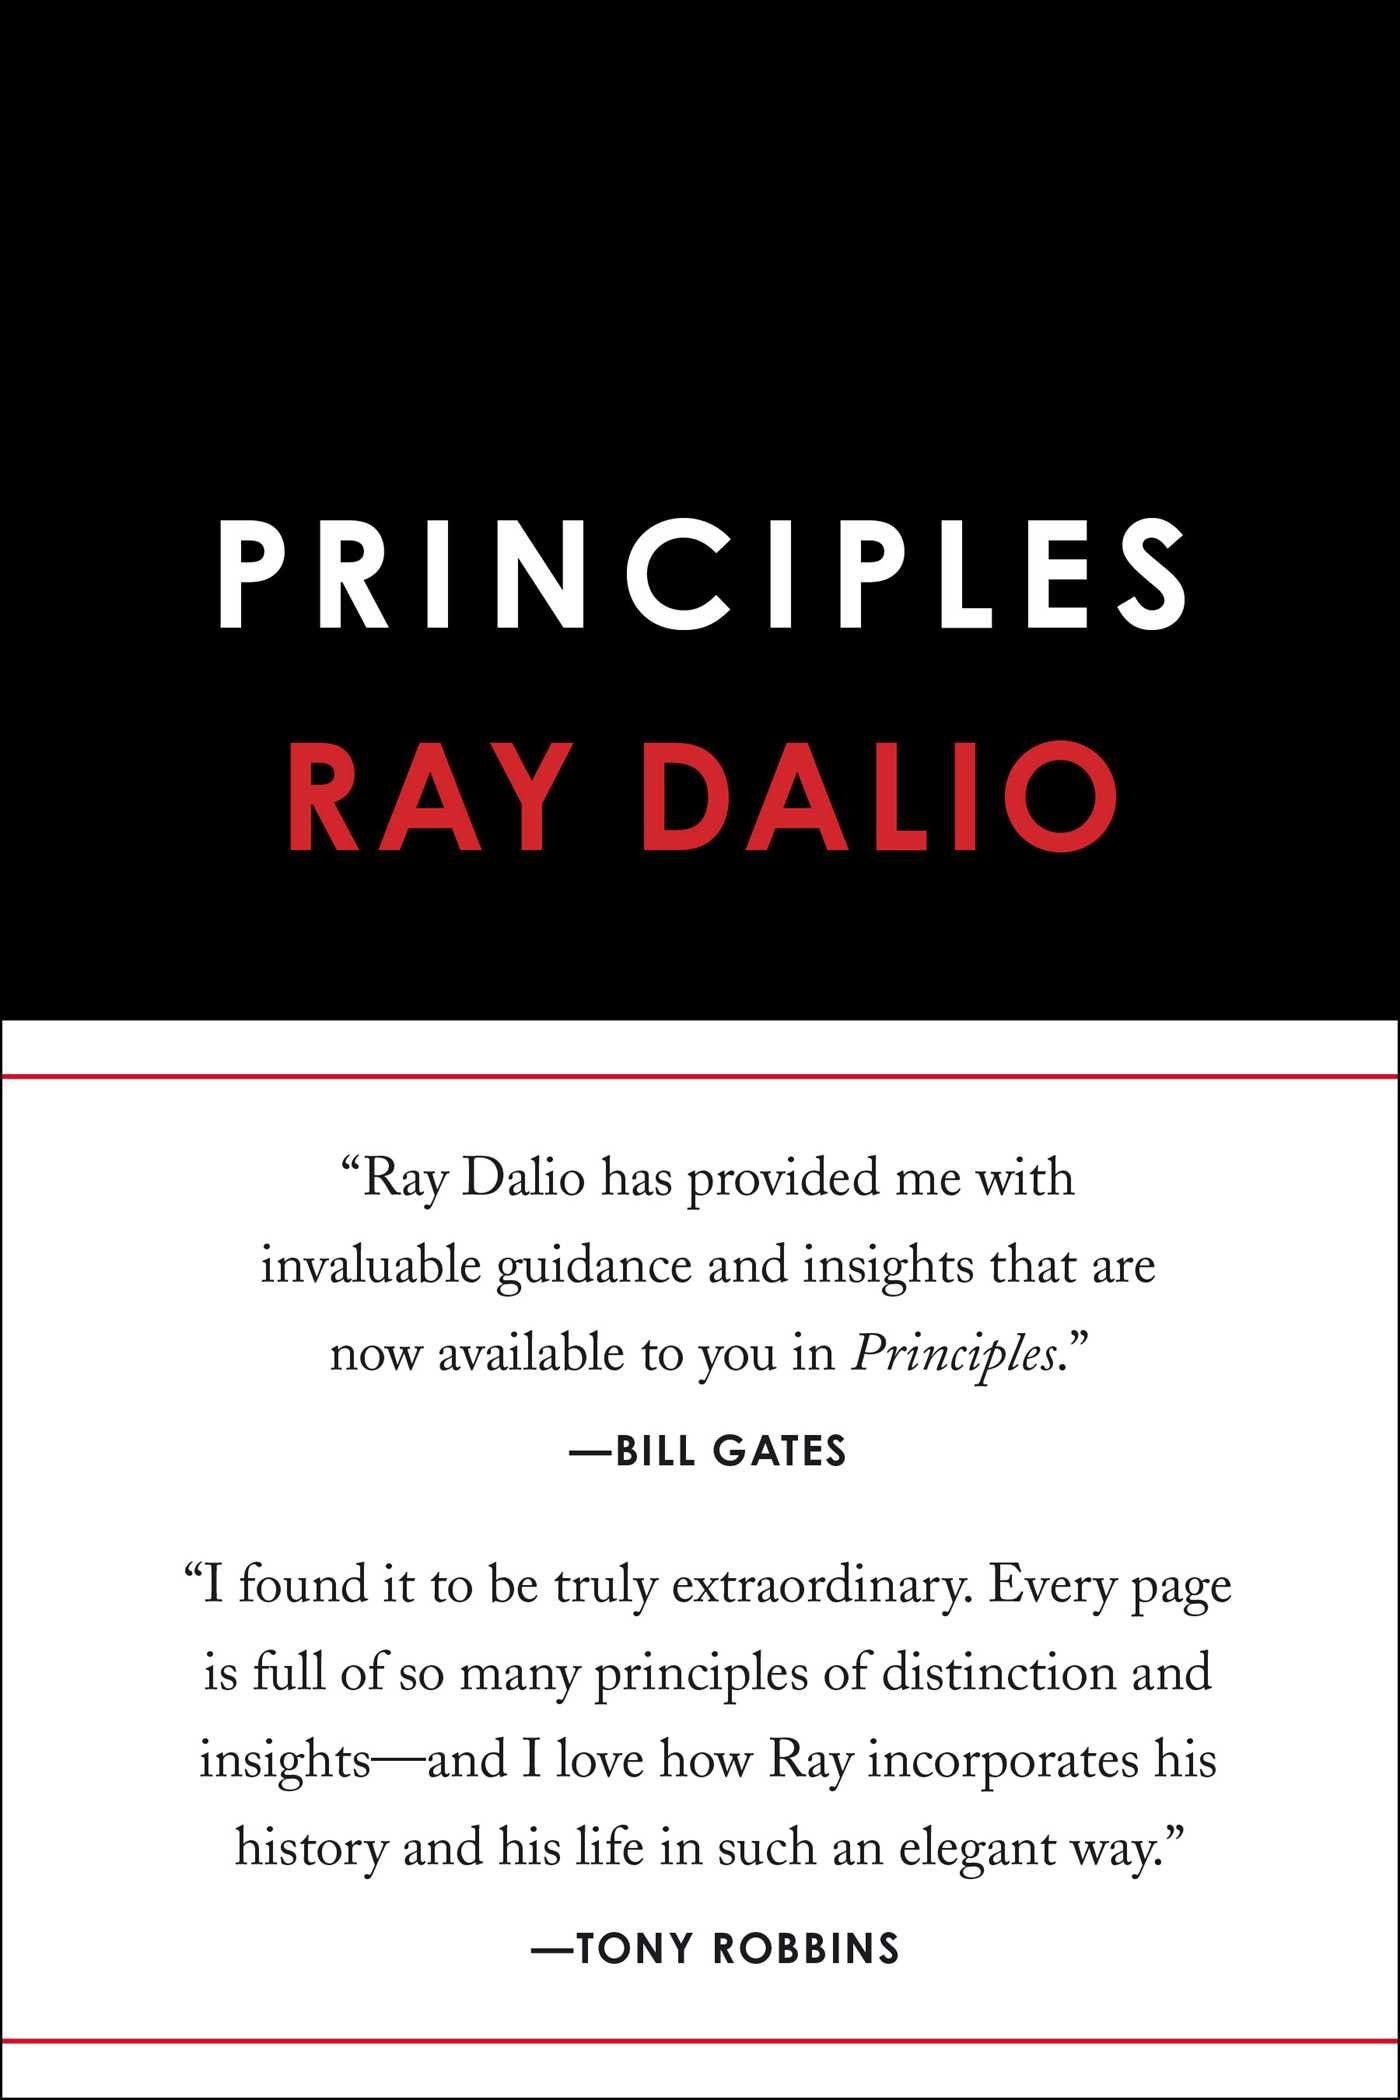 PRINCIPLES
RAY DALIO
“Ray Dalio has provided me with
invaluable guidance and insights that are
now available to you in Principles.”
—BILL GATES
“I found it to be truly extraordinary. Every page
is full of so many principles of distinction and
insights—and I love how Ray incorporates his
history and his life in such an elegant way.”
—TONY ROBBINS